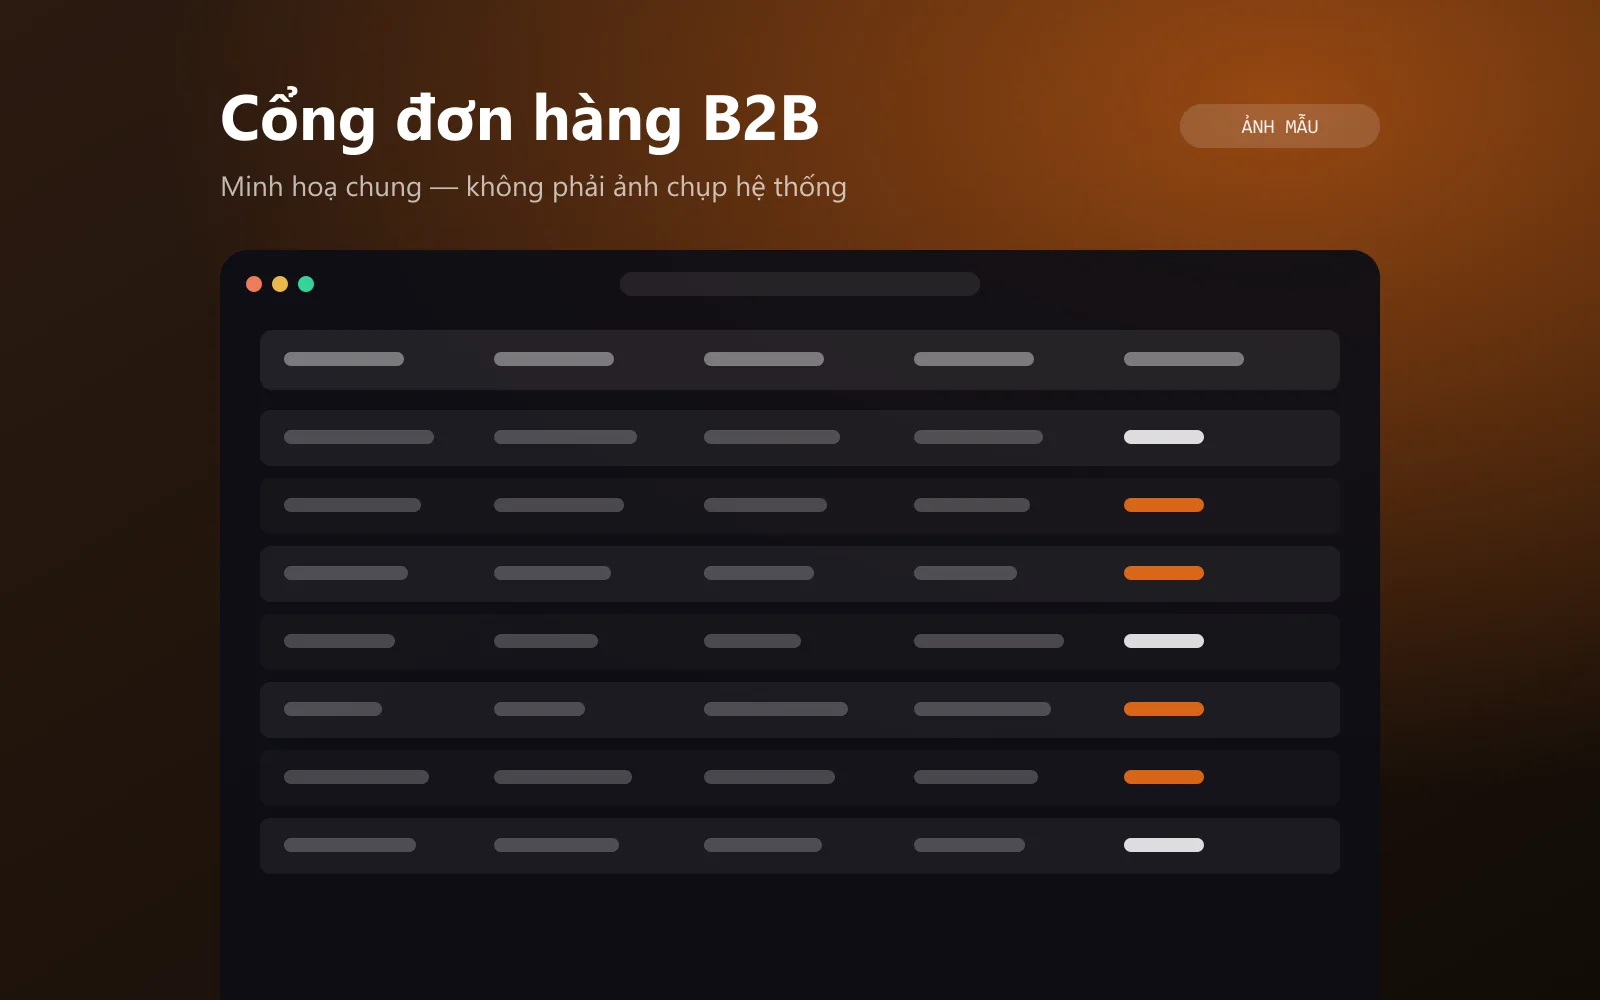 Cổng đơn hàng B2B
ẢNH MẪU
Minh hoạ chung — không phải ảnh chụp hệ thống